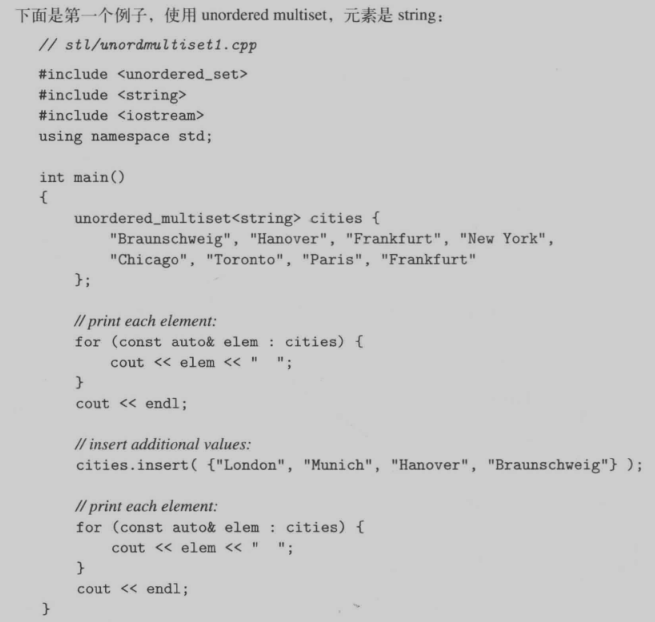 下面是第一个例子，使用 unordered multiset，元素是 string：
// stl/unordmultiset1.cpp
#include <unordered_set>
#include <string>
#include <iostream>
using namespace std;
int main()
{
    unordered_multiset<string> cities {
        "Braunschweig", "Hanover", "Frankfurt", "New York",
        "Chicago", "Toronto", "Paris", "Frankfurt"
    };
    // print each element:
    for (const auto& elem : cities) {
        cout << elem << "  ";
    }
    cout << endl;
    // insert additional values:
    cities.insert( {"London", "Munich", "Hanover", "Braunschweig"} );
    // print each element:
    for (const auto& elem : cities) {
        cout << elem << "  ";
    }
    cout << endl;
}